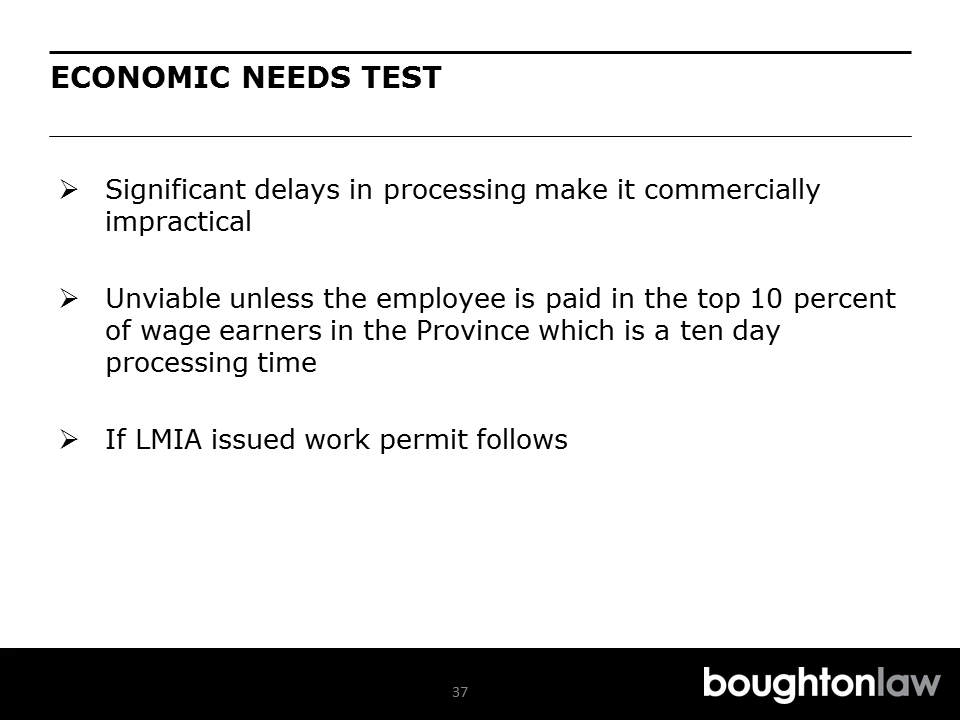 ECONOMIC NEEDS TEST
➢ Significant delays in processing make it commercially
impractical
➢ Unviable unless the employee is paid in the top 10 percent
of wage earners in the Province which is a ten day
processing time
➢ If LMIA issued work permit follows
37
boughtonlaw